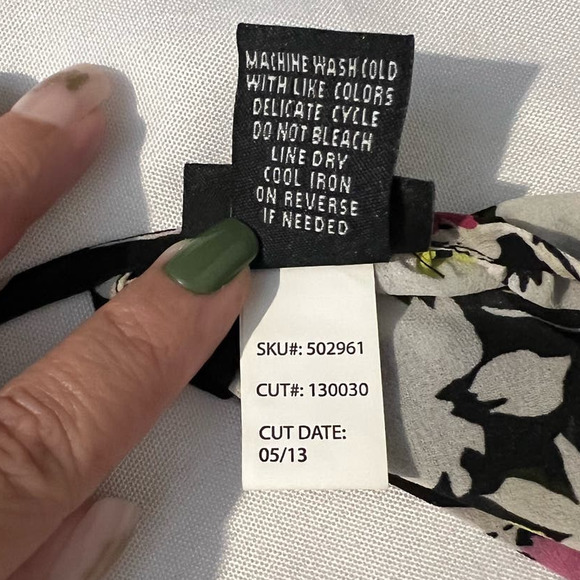 MACHINE WASH COLD
WITH LIKE COLORS
DELICATE CYCLE
DO NOT BLEACH
LINE DRY
COOL IRON
ON REVERSE
IF NEEDED
SKU#: 502961
CUT#: 130030
CUT DATE:
05/13